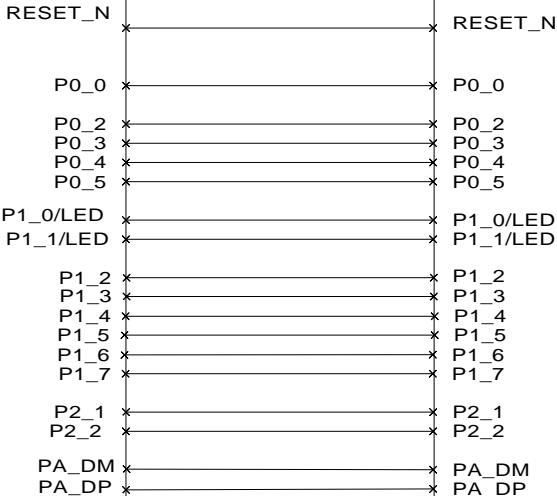 RESET_N RESET_N
P0_0 P0_0
P0_2 P0_2
P0_3 P0_3
P0_4 P0_4
P0_5 P0_5
P1_0/LED P1_0/LED
P1_1/LED P1_1/LED
P1_2 P1_2
P1_3 P1_3
P1_4 P1_4
P1_5 P1_5
P1_6 P1_6
P1_7 P1_7
P2_1 P2_1
P2_2 P2_2
PA_DM PA_DM
PA_DP PA_DP